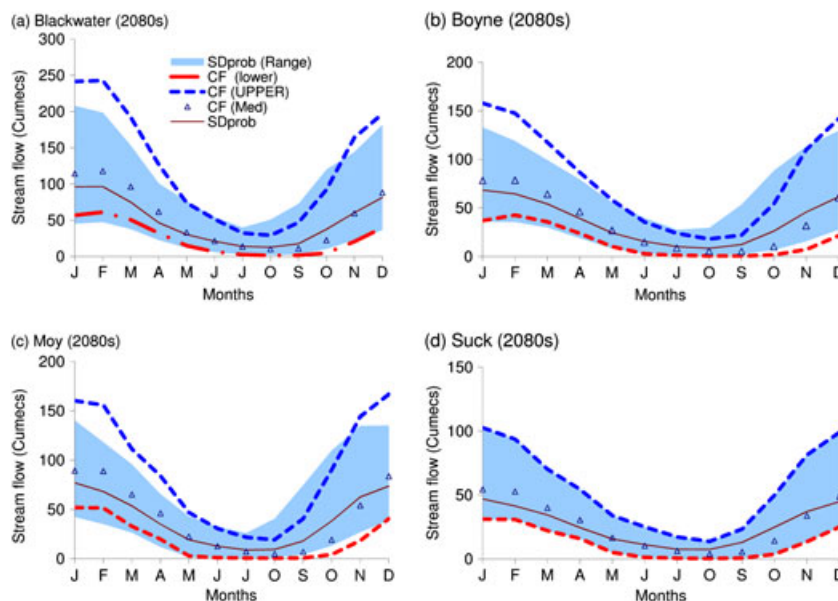 (a) Blackwater (2080s)
300
250
200
150
100
50
0
Stream flow (Cumecs)
SDprob (Range)
CF (lower)
CF (UPPER)
CF (Med)
SDprob
J F M A M J J O S O N D
Months
(b) Boyne (2080s)
200
150
100
50
0
Stream flow (Cumecs)
J F M A M J J O S O N D
Months
(c) Moy (2080s)
200
150
100
50
0
Stream flow (Cumecs)
J F M A M J J O S O N D
Months
(d) Suck (2080s)
150
100
50
0
Stream flow (Cumecs)
J F M A M J J O S O N D
Months